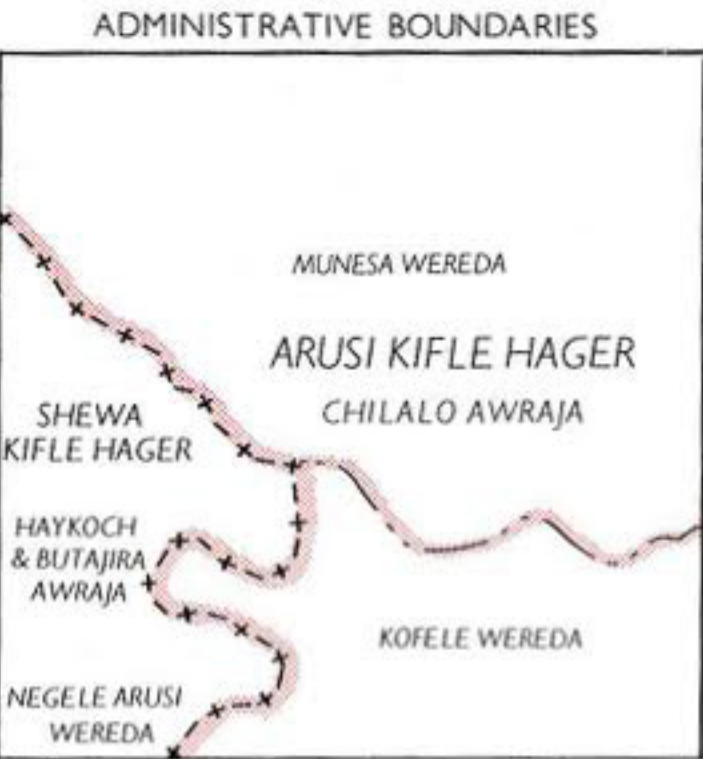 ADMINISTRATIVE BOUNDARIES
MUNESA WEREDA
ARUSI KIFLE HAGER
CHILALO AWRAJA
SHEWA
KIFLE HAGER
HAYKOCH
& BUTAJIRA
AWRAJA
KOFELE WEREDA
NEGELE ARUSI
WEREDA